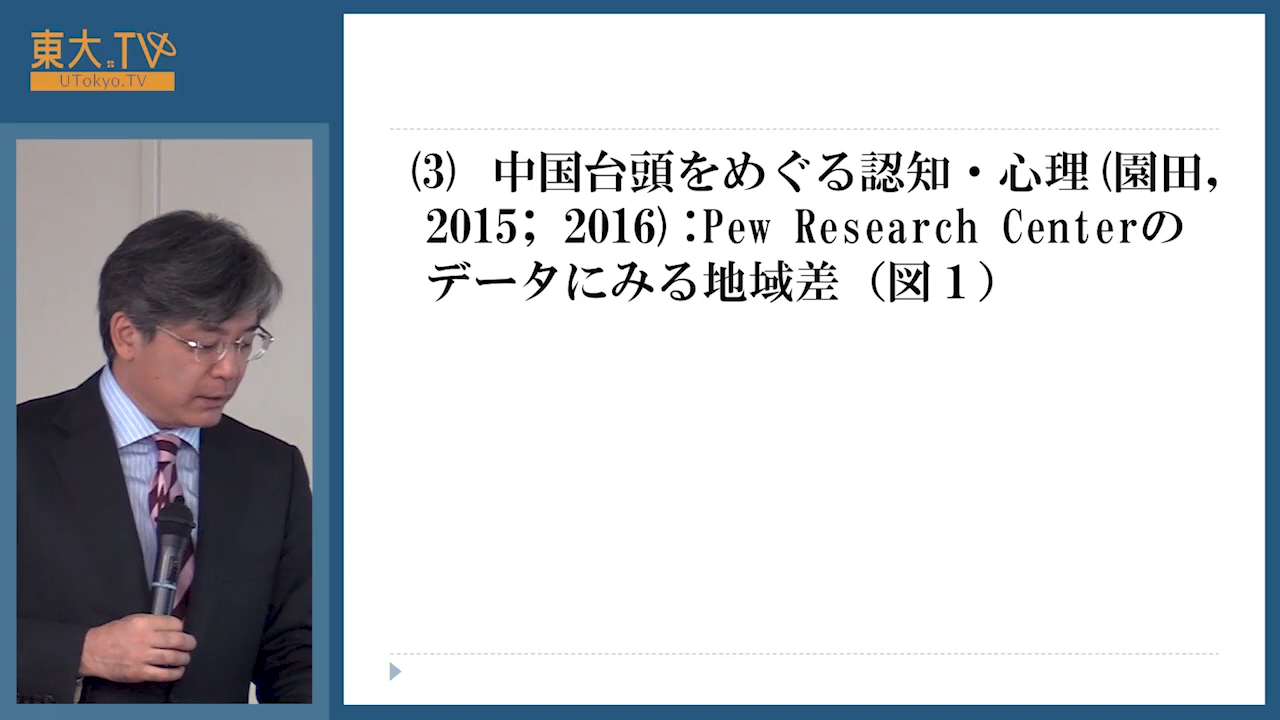 東大.TV
UTokyo.TV
(3) 中国台頭をめぐる認知・心理(園田,
2015; 2016):Pew Research Centerの
データにみる地域差（図１）